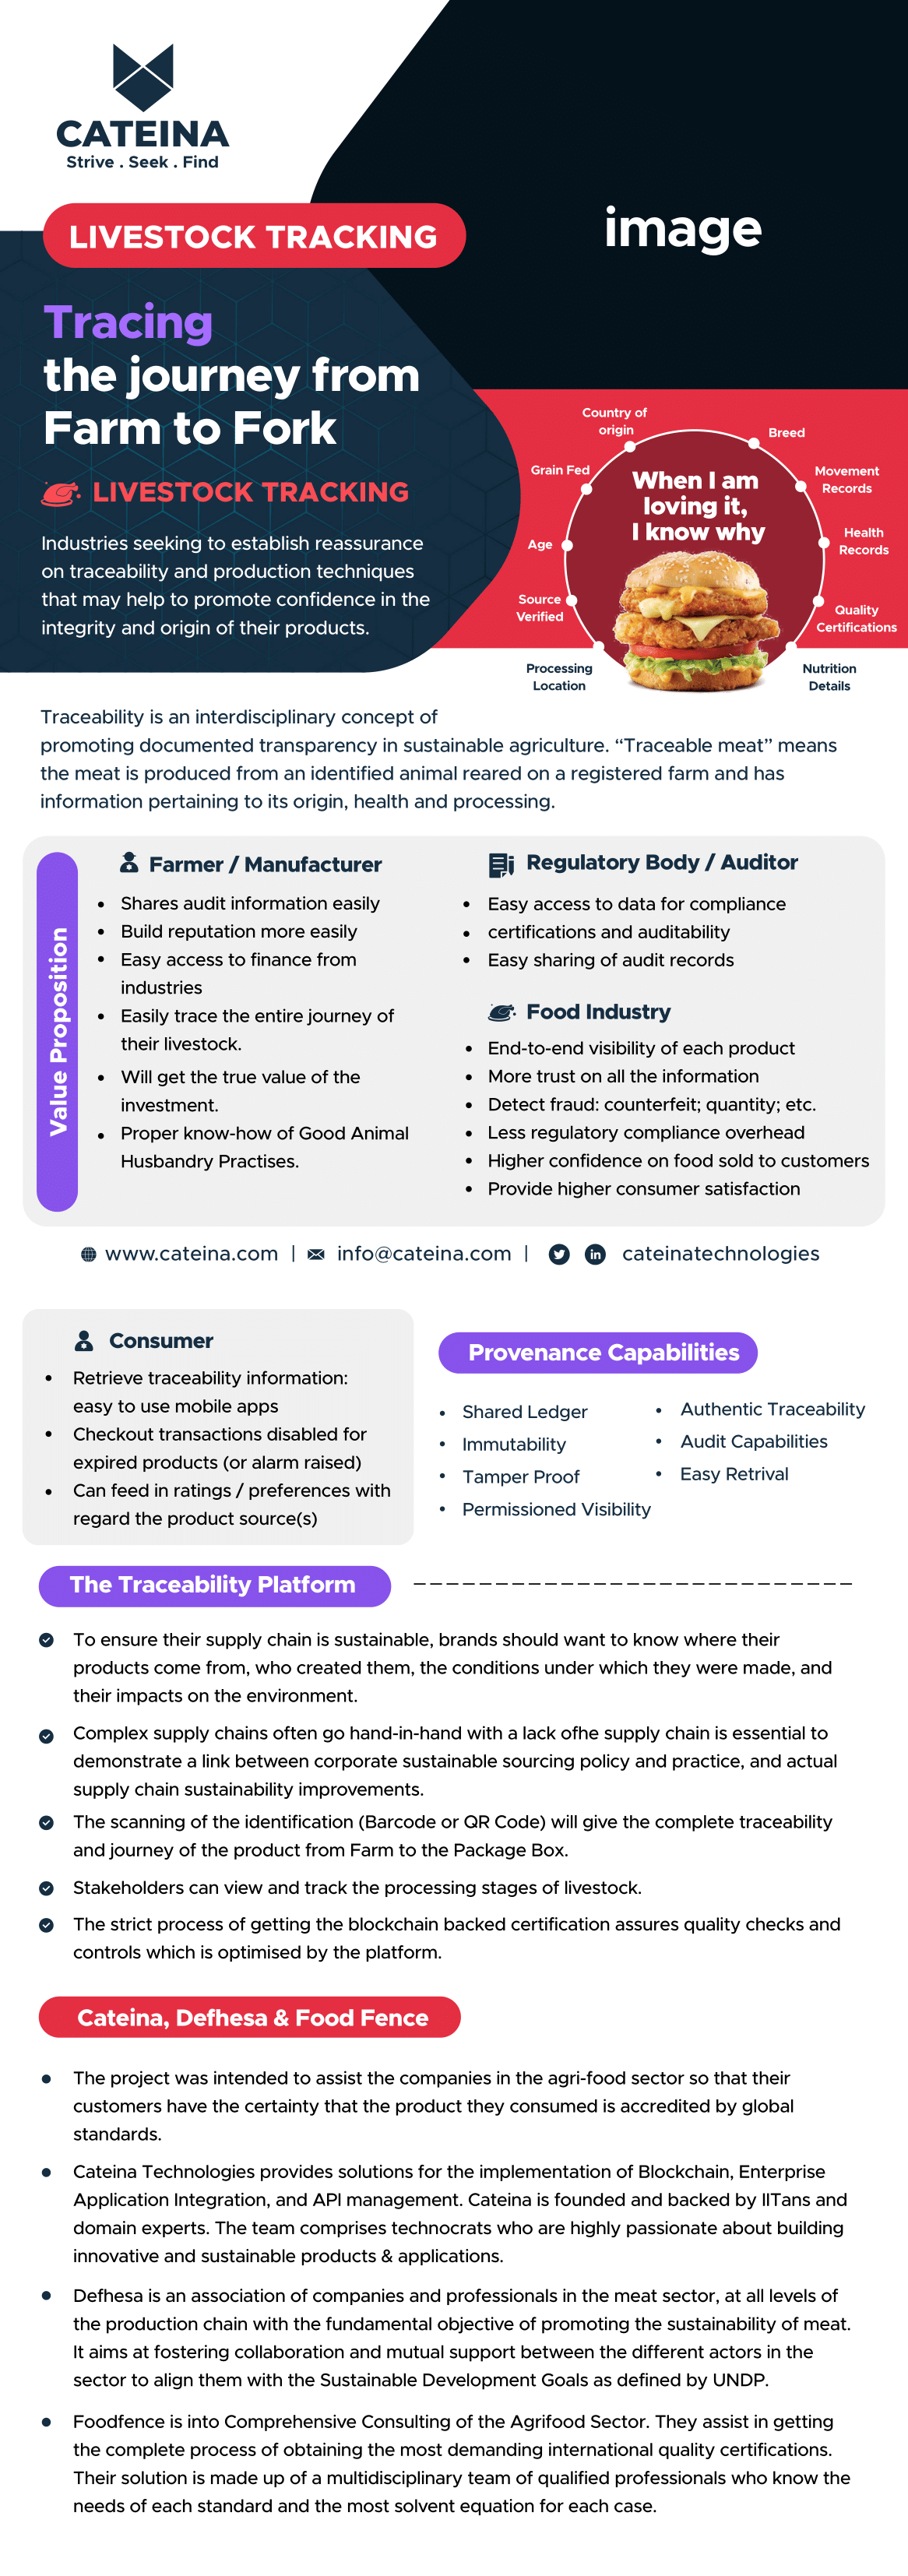 CATEINA
Strive . Seek . Find
LIVESTOCK TRACKING
image
Tracing
the journey from
Farm to Fork
LIVESTOCK TRACKING
Industries seeking to establish reassurance
on traceability and production techniques
that may help to promote confidence in the
integrity and origin of their products.
Country of
origin
Breed
Grain Fed
Movement
Records
Age
Health
Records
Source
Verified
Quality
Certifications
Processing
Location
Nutrition
Details
When I am
loving it,
I know why
Traceability is an interdisciplinary concept of
promoting documented transparency in sustainable agriculture. “Traceable meat” means
the meat is produced from an identified animal reared on a registered farm and has
information pertaining to its origin, health and processing.
Value Proposition
Farmer / Manufacturer
• Shares audit information easily
• Build reputation more easily
• Easy access to finance from
industries
• Easily trace the entire journey of
their livestock.
• Will get the true value of the
investment.
• Proper know-how of Good Animal
Husbandry Practises.
Regulatory Body / Auditor
• Easy access to data for compliance
• certifications and auditability
• Easy sharing of audit records
Food Industry
• End-to-end visibility of each product
• More trust on all the information
• Detect fraud: counterfeit; quantity; etc.
• Less regulatory compliance overhead
• Higher confidence on food sold to customers
• Provide higher consumer satisfaction
www.cateina.com | info@cateina.com | cateinatechnologies
Consumer
• Retrieve traceability information:
easy to use mobile apps
• Checkout transactions disabled for
expired products (or alarm raised)
• Can feed in ratings / preferences with
regard the product source(s)
Provenance Capabilities
• Shared Ledger
• Immutability
• Tamper Proof
• Permissioned Visibility
• Authentic Traceability
• Audit Capabilities
• Easy Retrival
The Traceability Platform
To ensure their supply chain is sustainable, brands should want to know where their
products come from, who created them, the conditions under which they were made, and
their impacts on the environment.
Complex supply chains often go hand-in-hand with a lack ofhe supply chain is essential to
demonstrate a link between corporate sustainable sourcing policy and practice, and actual
supply chain sustainability improvements.
The scanning of the identification (Barcode or QR Code) will give the complete traceability
and journey of the product from Farm to the Package Box.
Stakeholders can view and track the processing stages of livestock.
The strict process of getting the blockchain backed certification assures quality checks and
controls which is optimised by the platform.
Cateina, Defhesa & Food Fence
• The project was intended to assist the companies in the agri-food sector so that their
customers have the certainty that the product they consumed is accredited by global
standards.
• Cateina Technologies provides solutions for the implementation of Blockchain, Enterprise
Application Integration, and API management. Cateina is founded and backed by IITans and
domain experts. The team comprises technocrats who are highly passionate about building
innovative and sustainable products & applications.
• Defhesa is an association of companies and professionals in the meat sector, at all levels of
the production chain with the fundamental objective of promoting the sustainability of meat.
It aims at fostering collaboration and mutual support between the different actors in the
sector to align them with the Sustainable Development Goals as defined by UNDP.
• Foodfence is into Comprehensive Consulting of the Agrifood Sector. They assist in getting
the complete process of obtaining the most demanding international quality certifications.
Their solution is made up of a multidisciplinary team of qualified professionals who know the
needs of each standard and the most solvent equation for each case.